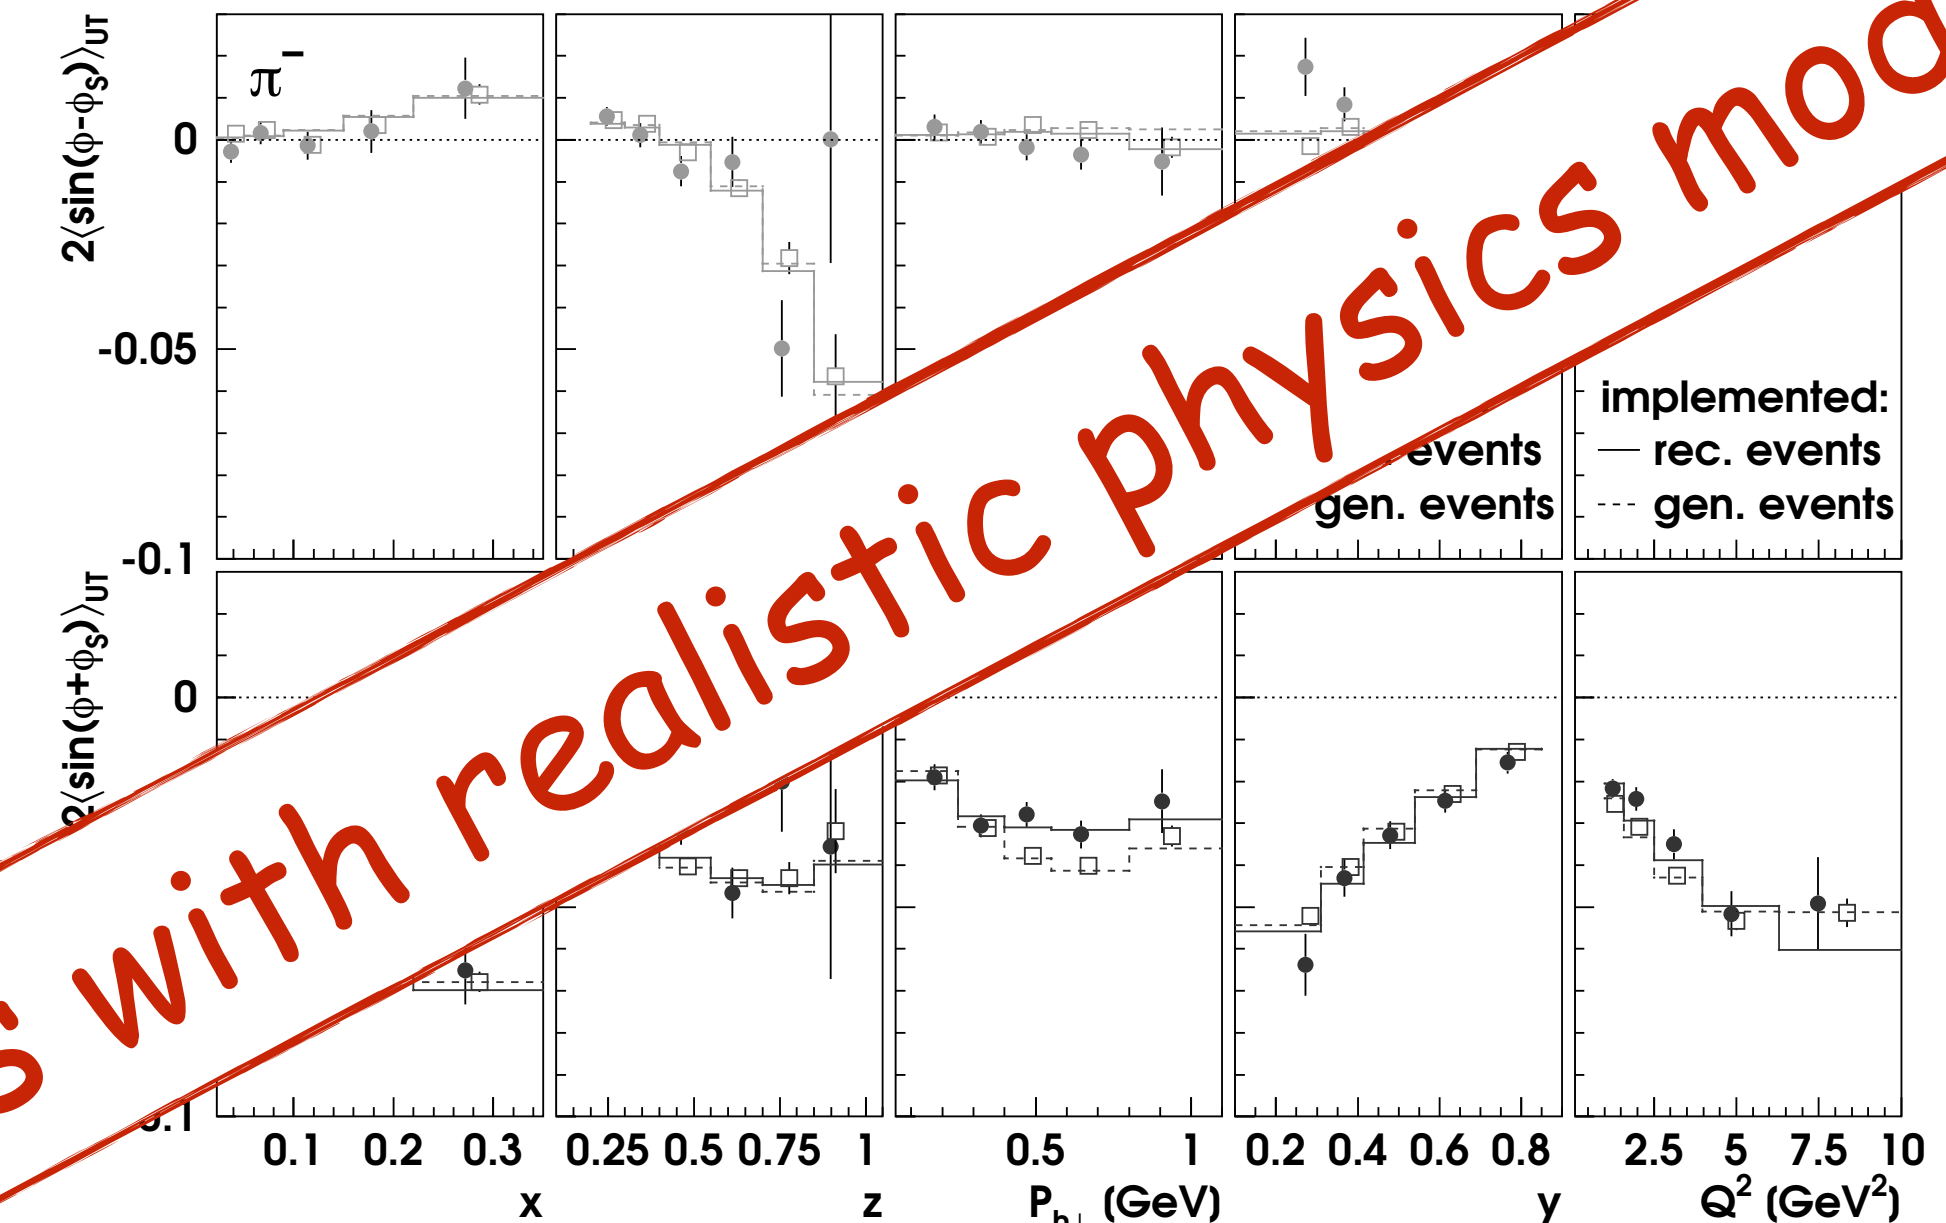 2⟨sin(ϕ-ϕS)⟩UT
π-
0
-0.05
-0.1
implemented:
events
rec. events
gen. events
gen. events
with realistic physics
2⟨sin(ϕ+ϕS)⟩UT
0
0.1 0.2 0.3
0.25 0.5 0.75 1
0.5 1
0.2 0.4 0.6 0.8
2.5 5 7.5 10
x
z
Ph⊥ (GeV)
y
Q2 (GeV2)